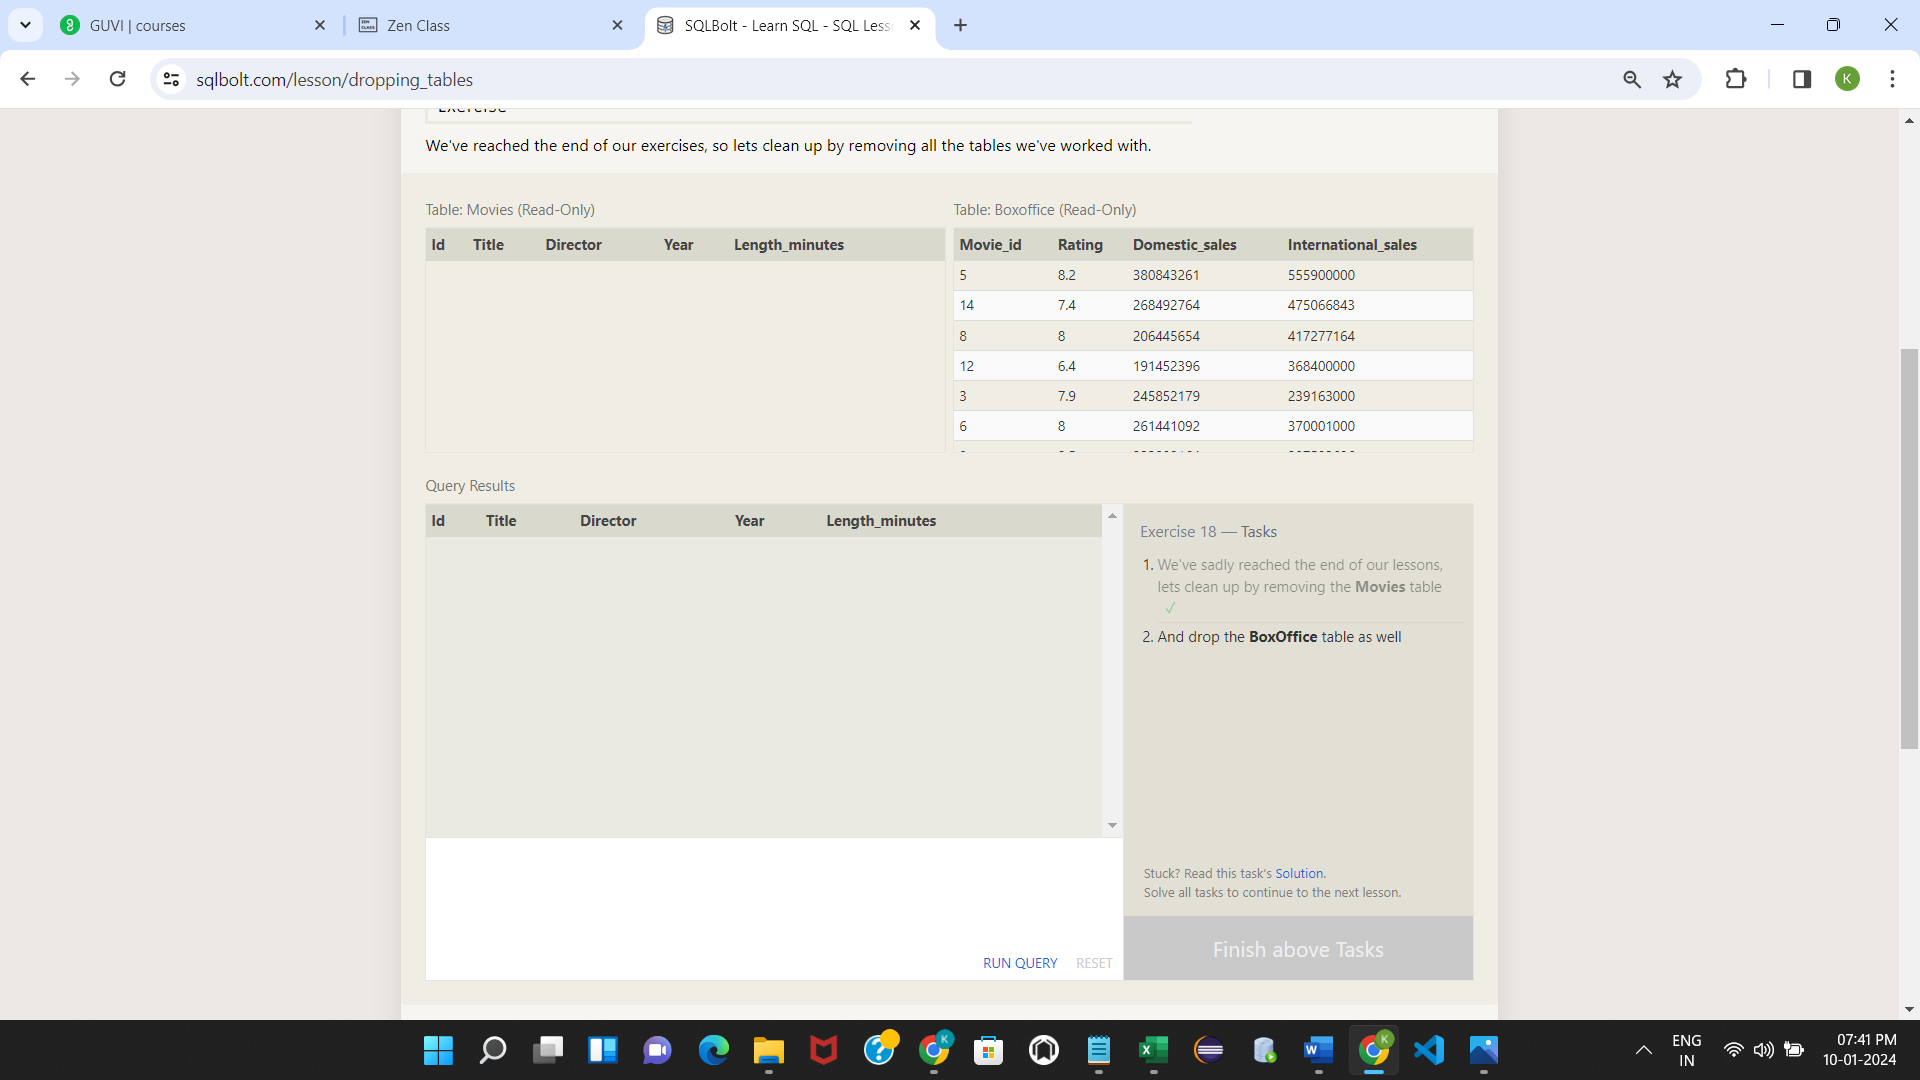 GUVI | courses
Zen Class
SQLBolt - Learn SQL - SQL Less
sqlbolt.com/lesson/dropping_tables
K
Exercise
We've reached the end of our exercises, so lets clean up by removing all the tables we've worked with.
Table: Movies (Read-Only)
Id Title Director Year Length_minutes
Table: Boxoffice (Read-Only)
Movie_id Rating Domestic_sales International_sales
5 8.2 380843261 555900000
14 7.4 268492764 475066843
8 8 206445654 417277164
12 6.4 191452396 368400000
3 7.9 245852179 239163000
6 8 261441092 370001000
Query Results
Id Title Director Year Length_minutes
Exercise 18 — Tasks
1. We've sadly reached the end of our lessons,
lets clean up by removing the Movies table
✓
2. And drop the BoxOffice table as well
Stuck? Read this task's Solution.
Solve all tasks to continue to the next lesson.
RUN QUERY RESET
Finish above Tasks
ENG
IN
07:41 PM
10-01-2024